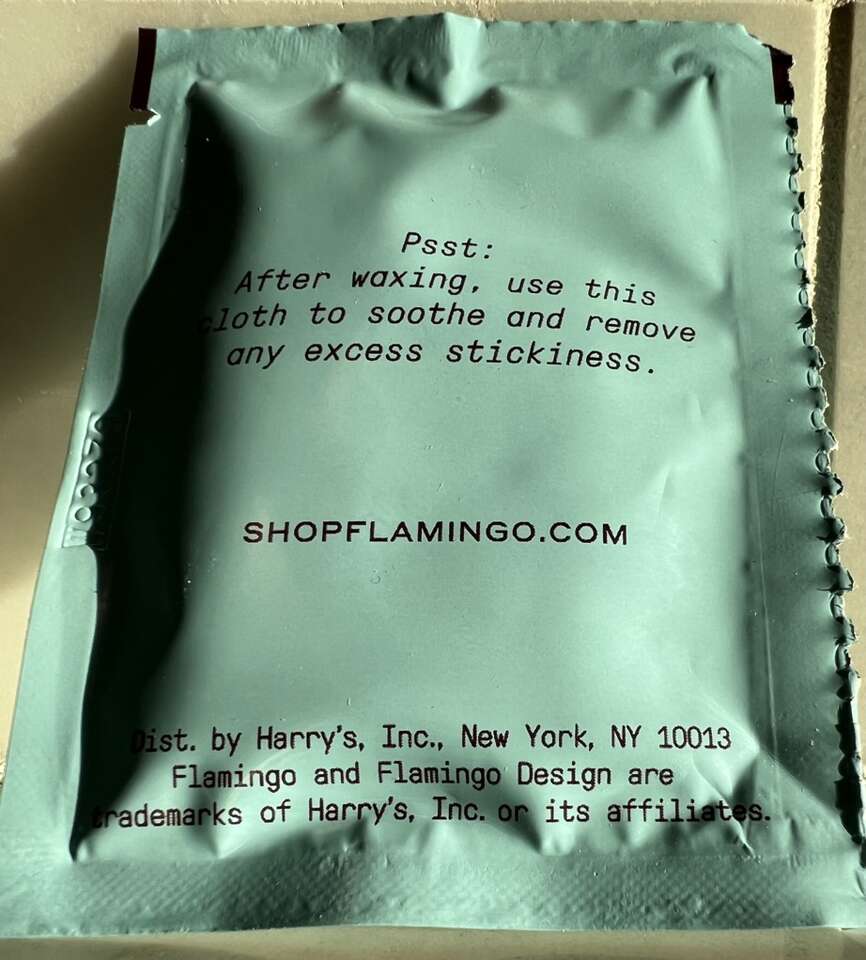 Psst:
After waxing, use this
cloth to soothe and remove
any excess stickiness.
SHOPFLAMINGO.COM
Dist. by Harry's, Inc., New York, NY 10013
Flamingo and Flamingo Design are
trademarks of Harry's, Inc. or its affiliates.